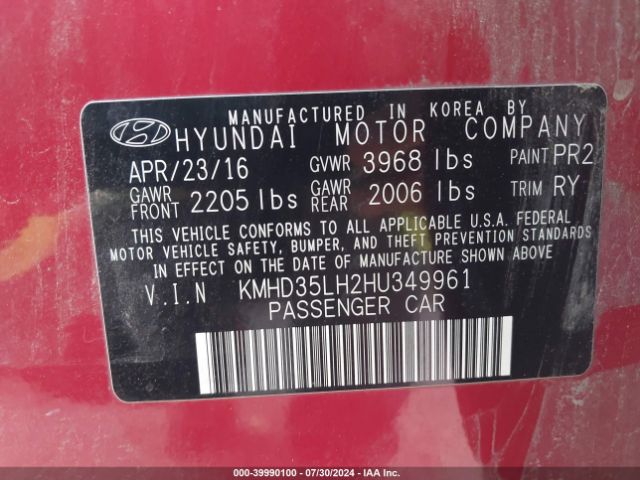 MANUFACTURED IN KOREA BY
HYUNDAI MOTOR COMPANY
APR/23/16 GVWR 3968 lbs PAINT PR2
GAWR FRONT 2205 lbs GAWR REAR 2006 lbs TRIM RY
THIS VEHICLE CONFORMS TO ALL APPLICABLE U.S.A. FEDERAL
MOTOR VEHICLE SAFETY, BUMPER, AND THEFT PREVENTION STANDARDS
IN EFFECT ON THE DATE OF MANUFACTURE SHOWN ABOVE.
V.I.N KMHD35LH2HU349961
PASSENGER CAR
000-39990100 - 07/30/2024 - IAA Inc.